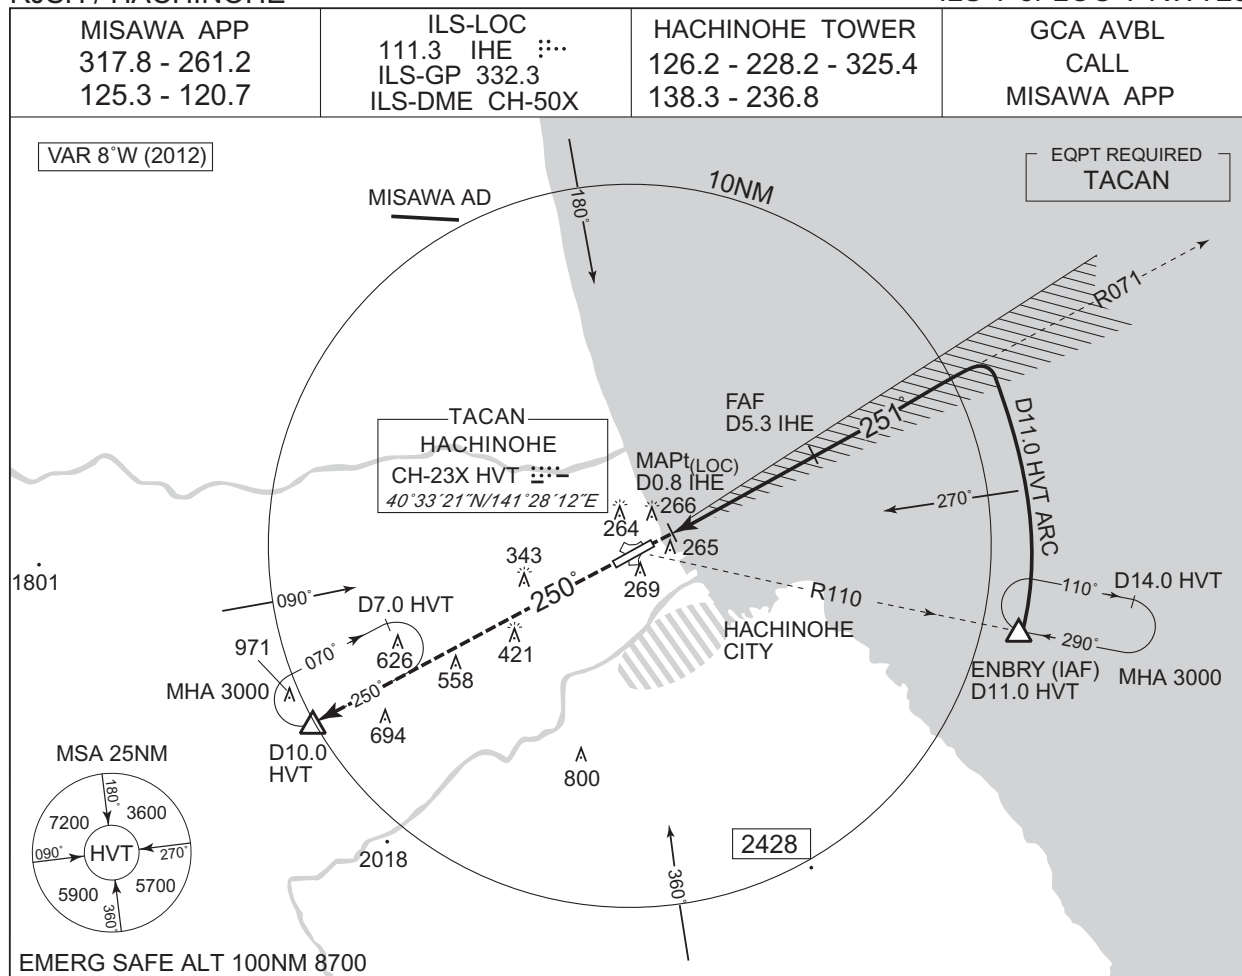 MISAWA APP
317.8 - 261.2
125.3 - 120.7
ILS-LOC
111.3 IHE
ILS-GP 332.3
ILS-DME CH-50X
HACHINOHE TOWER
126.2 - 228.2 - 325.4
138.3 - 236.8
GCA AVBL
CALL
MISAWA APP
VAR 8°W (2012)
EQPT REQUIRED
TACAN
MISAWA AD
10NM
180°
R071
TACAN
HACHINOHE
CH-23X HVT
40°33′21″N/141°28′12″E
FAF
D5.3 IHE
251°
D11.0 HVT ARC
MAPt(LOC)
D0.8 IHE
266
264
265
269
270°
343
1801
090°
250°
R110
110°
D14.0 HVT
D7.0 HVT
070°
971
626
421
558
HACHINOHE
CITY
290°
ENBRY (IAF)
D11.0 HVT
MHA 3000
MHA 3000
250°
694
D10.0
HVT
800
MSA 25NM
180°
7200
3600
090°
HVT
270°
5900
5700
360°
2018
2428
360°
EMERG SAFE ALT 100NM 8700